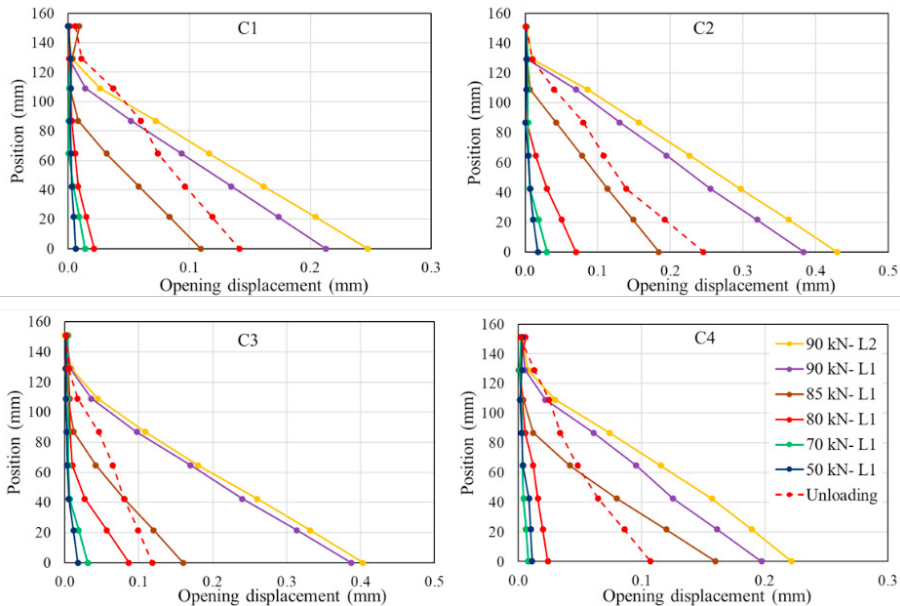 C1
Position (mm)
160
140
120
100
80
60
40
20
0
0.0 0.1 0.2 0.3
Opening displacement (mm)
C2
Position (mm)
160
140
120
100
80
60
40
20
0
0.0 0.1 0.2 0.3 0.4 0.5
Opening displacement (mm)
C3
Position (mm)
160
140
120
100
80
60
40
20
0
0.0 0.1 0.2 0.3 0.4 0.5
Opening displacement (mm)
C4
Position (mm)
160
140
120
100
80
60
40
20
0
0.0 0.1 0.2 0.3
Opening displacement (mm)
90 kN- L2
90 kN- L1
85 kN- L1
80 kN- L1
70 kN- L1
50 kN- L1
Unloading